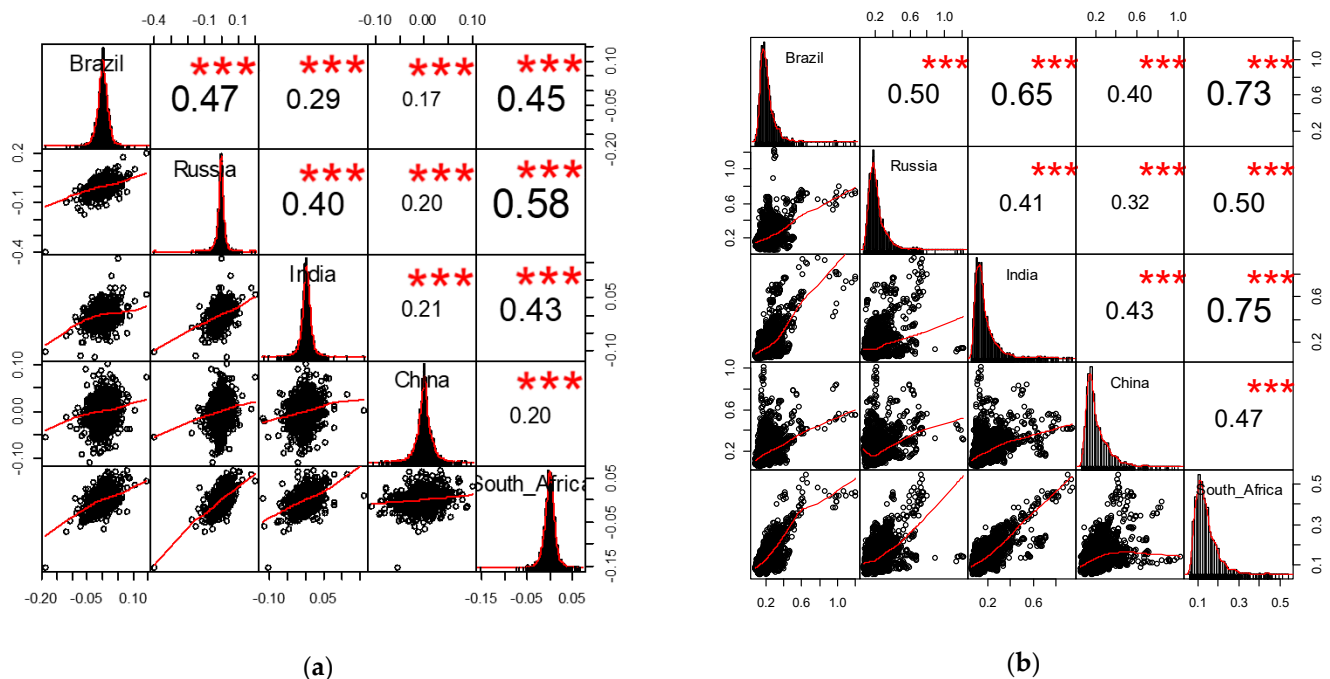 -0.4 -0.1 0.1 -0.10 0.00 0.10
Brazil *** *** *** ***
0.47 0.29 0.17 0.45
0.10
-0.05
-0.20
0.2
-0.1
-0.4
Russia *** *** ***
0.40 0.20 0.58
India *** ***
0.21 0.43
0.05
-0.10
0.10
0.00
-0.10
China ***
0.20
South_Africa
0.05
-0.05
-0.15
-0.20 -0.05 0.10 -0.10 0.05 -0.15 -0.05 0.05
(a)
0.2 0.6 1.0 0.2 0.6 1.0
Brazil *** *** *** ***
0.50 0.65 0.40 0.73
1.0
0.6
0.2
1.0
0.6
0.2
Russia *** *** ***
0.41 0.32 0.50
India *** ***
0.43 0.75
0.6
0.2
1.0
0.6
0.2
China ***
0.47
South_Africa
0.5
0.3
0.1
0.2 0.6 1.0 0.2 0.6 0.1 0.3 0.5
(b)